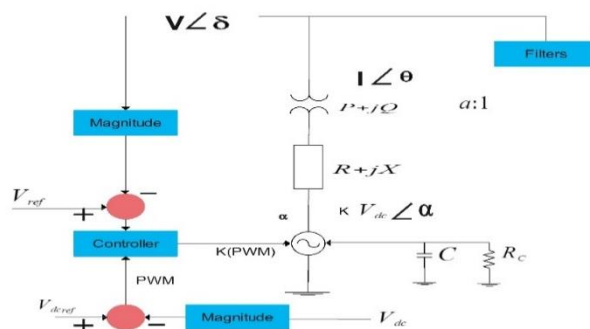 V∠δ
Filters
I∠θ
P+jQ
a:1
Magnitude
R+jX
V_ref
+
−
α
K V_dc∠α
Controller
K(PWM)
C
R_C
PWM
V_dcref
+
−
Magnitude
V_dc